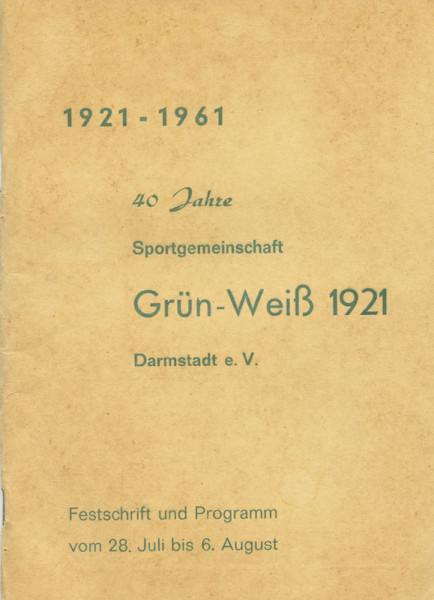 1921 - 1961
40 Jahre
Sportgemeinschaft
Grün-Weiß 1921
Darmstadt e. V.
Festschrift und Programm
vom 28. Juli bis 6. August